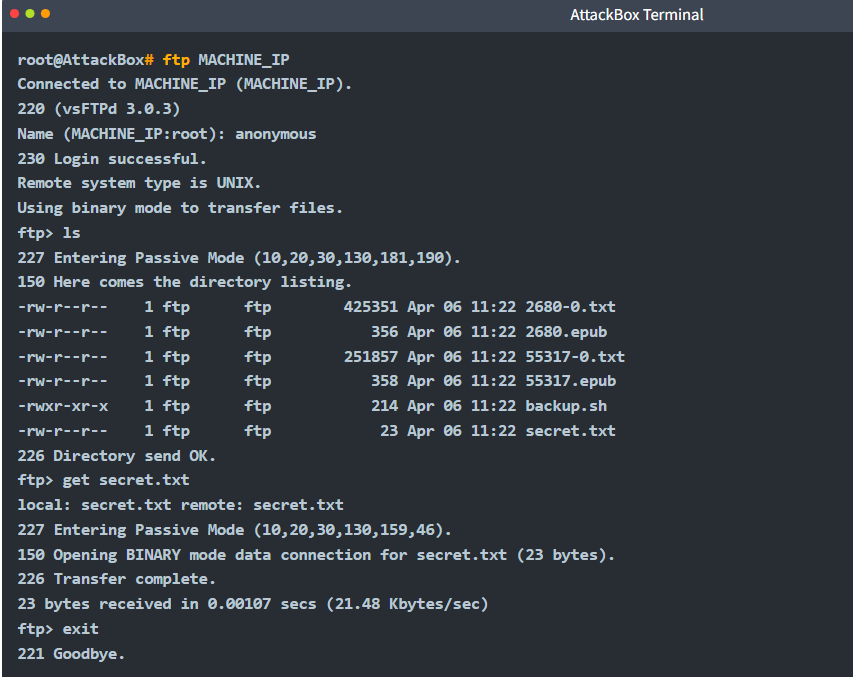 AttackBox Terminal
root@AttackBox# ftp MACHINE_IP
Connected to MACHINE_IP (MACHINE_IP).
220 (vsFTPd 3.0.3)
Name (MACHINE_IP:root): anonymous
230 Login successful.
Remote system type is UNIX.
Using binary mode to transfer files.
ftp> ls
227 Entering Passive Mode (10,20,30,130,181,190).
150 Here comes the directory listing.
-rw-r--r--    1 ftp      ftp        425351 Apr 06 11:22 2680-0.txt
-rw-r--r--    1 ftp      ftp           356 Apr 06 11:22 2680.epub
-rw-r--r--    1 ftp      ftp        251857 Apr 06 11:22 55317-0.txt
-rw-r--r--    1 ftp      ftp           358 Apr 06 11:22 55317.epub
-rwxr-xr-x    1 ftp      ftp           214 Apr 06 11:22 backup.sh
-rw-r--r--    1 ftp      ftp            23 Apr 06 11:22 secret.txt
226 Directory send OK.
ftp> get secret.txt
local: secret.txt remote: secret.txt
227 Entering Passive Mode (10,20,30,130,159,46).
150 Opening BINARY mode data connection for secret.txt (23 bytes).
226 Transfer complete.
23 bytes received in 0.00107 secs (21.48 Kbytes/sec)
ftp> exit
221 Goodbye.